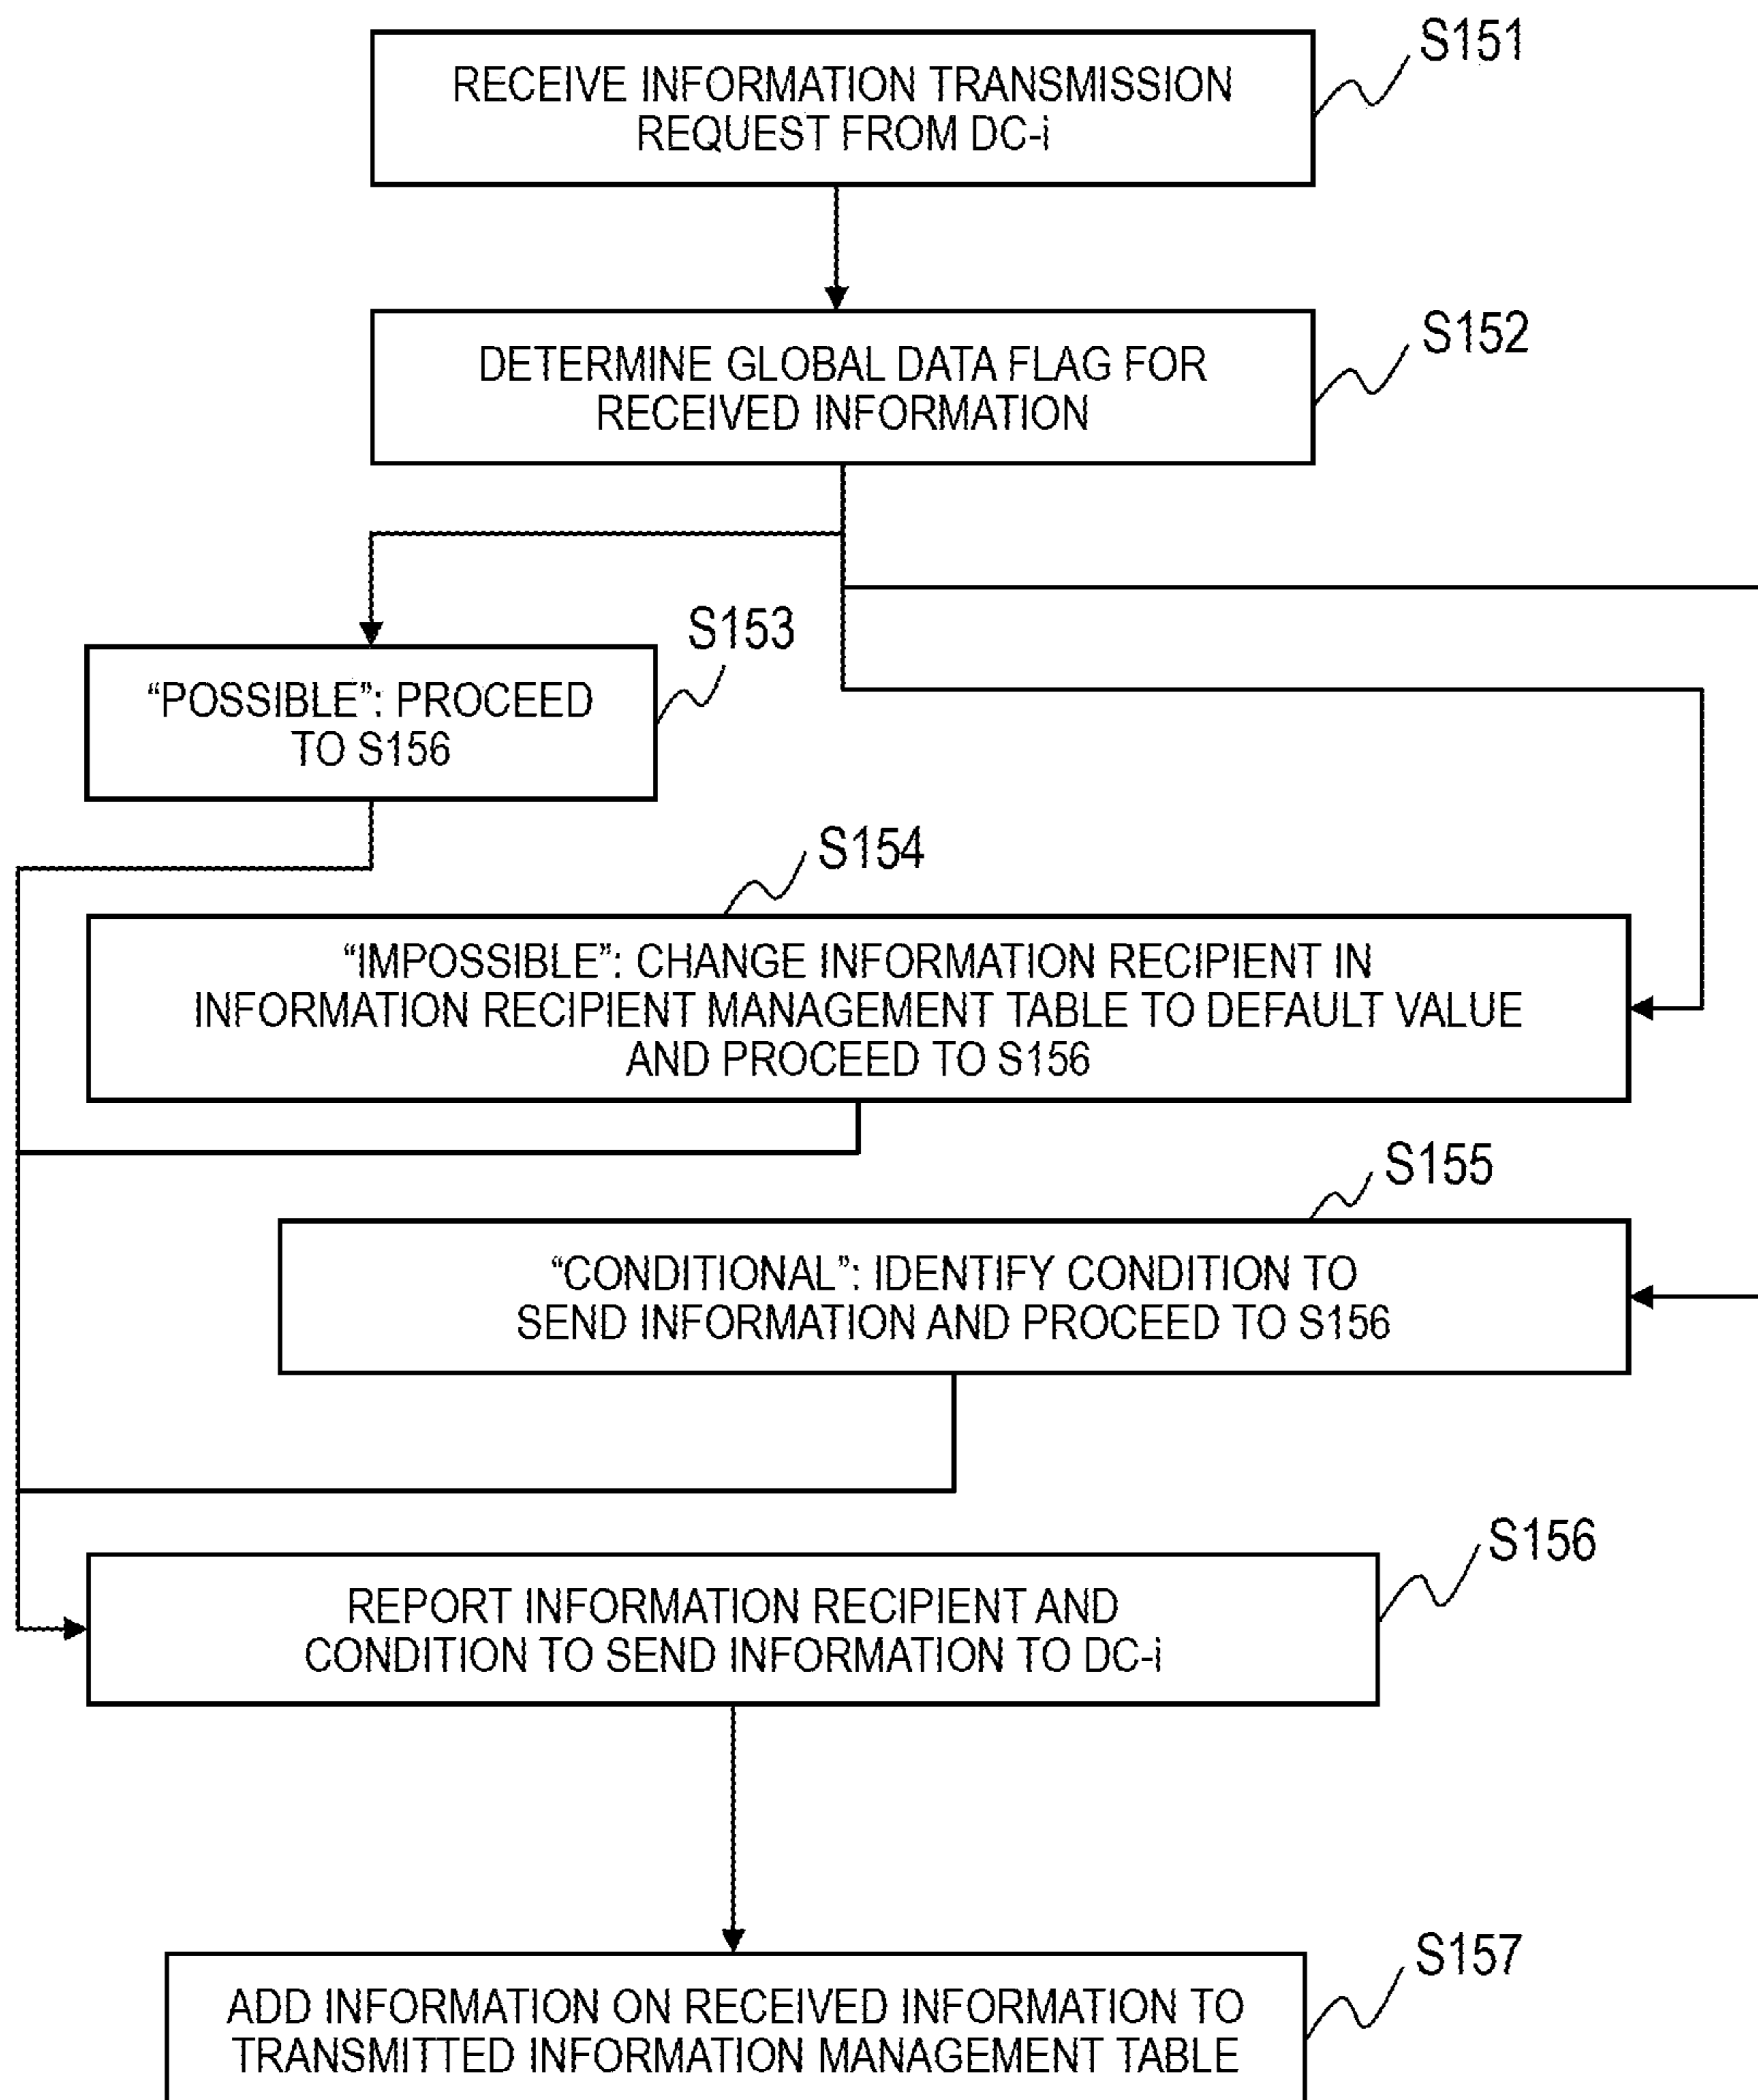 S151
RECEIVE INFORMATION TRANSMISSION
REQUEST FROM DC-i
S152
DETERMINE GLOBAL DATA FLAG FOR
RECEIVED INFORMATION
S153
“POSSIBLE”: PROCEED
TO S156
S154
“IMPOSSIBLE”: CHANGE INFORMATION RECIPIENT IN
INFORMATION RECIPIENT MANAGEMENT TABLE TO DEFAULT VALUE
AND PROCEED TO S156
S155
“CONDITIONAL”: IDENTIFY CONDITION TO
SEND INFORMATION AND PROCEED TO S156
S156
REPORT INFORMATION RECIPIENT AND
CONDITION TO SEND INFORMATION TO DC-i
S157
ADD INFORMATION ON RECEIVED INFORMATION TO
TRANSMITTED INFORMATION MANAGEMENT TABLE